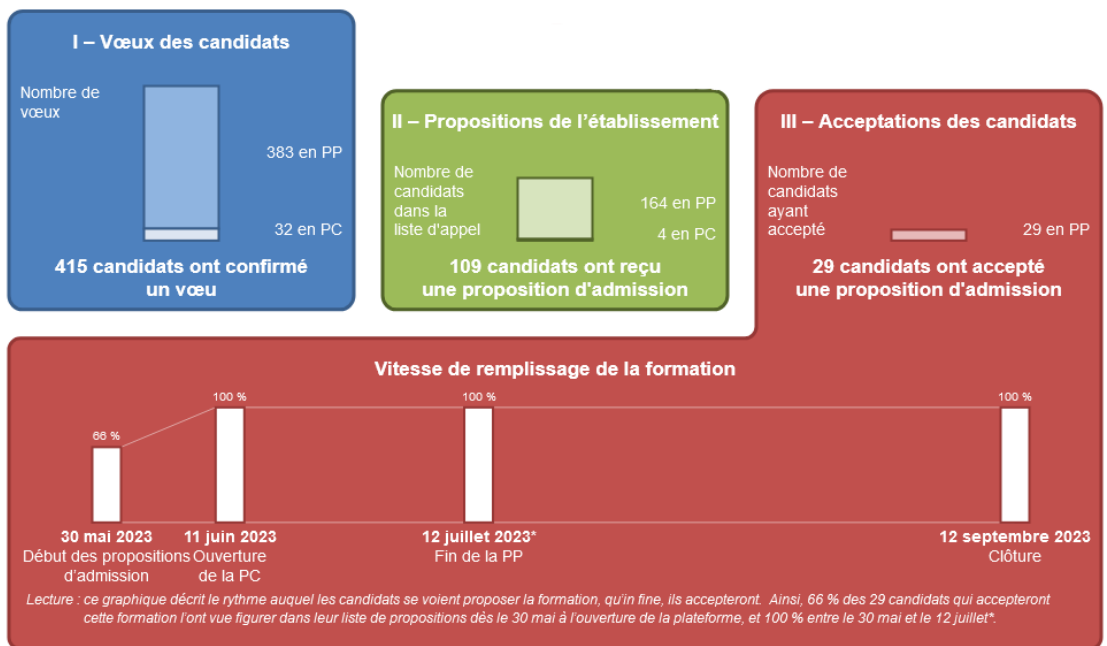 I – Vœux des candidats
Nombre de
vœux
383 en PP
32 en PC
415 candidats ont confirmé
un vœu
II – Propositions de l'établissement
Nombre de
candidats
dans la
liste d'appel
164 en PP
4 en PC
109 candidats ont reçu
une proposition d'admission
III – Acceptations des candidats
Nombre de
candidats
ayant
accepté
29 en PP
29 candidats ont accepté
une proposition d'admission
Vitesse de remplissage de la formation
66 %
100 %
100 %
100 %
30 mai 2023
Début des propositions
d'admission
11 juin 2023
Ouverture
de la PC
12 juillet 2023*
Fin de la PP
12 septembre 2023
Clôture
Lecture : ce graphique décrit le rythme auquel les candidats se voient proposer la formation, qu'in fine, ils accepteront. Ainsi, 66 % des 29 candidats qui accepteront
cette formation l'ont vue figurer dans leur liste de propositions dès le 30 mai à l'ouverture de la plateforme, et 100 % entre le 30 mai et le 12 juillet*.